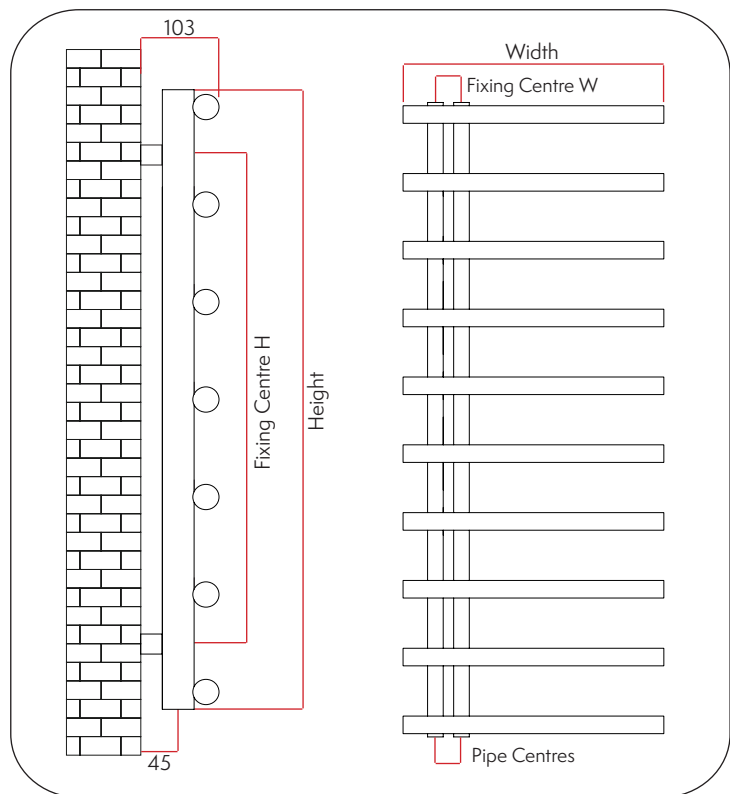 103
Width
Fixing Centre W
Fixing Centre H
Height
45
Pipe Centres